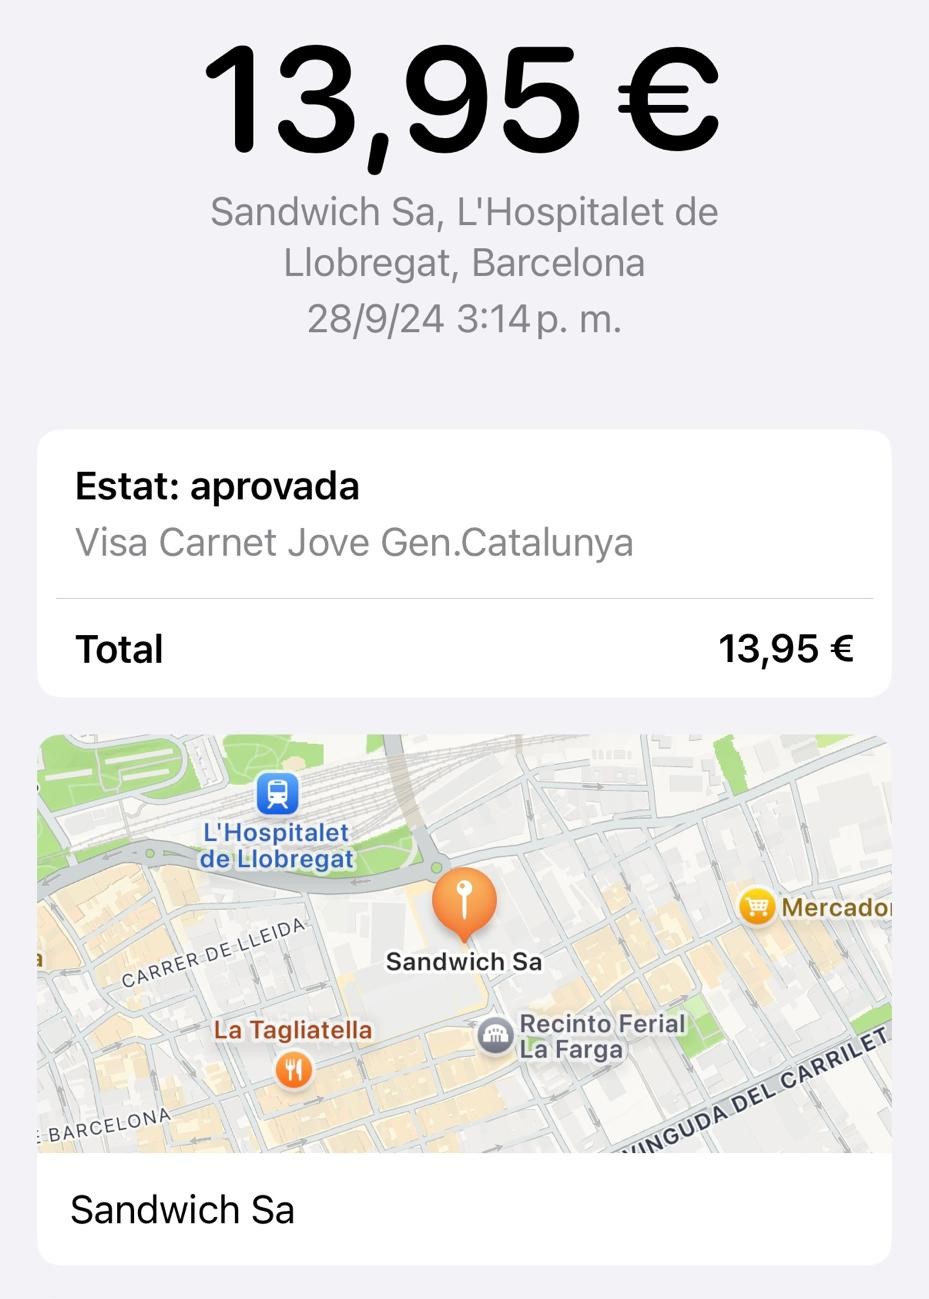 13,95 €
Sandwich Sa, L'Hospitalet de
Llobregat, Barcelona
28/9/24 3:14 p. m.
Estat: aprovada
Visa Carnet Jove Gen.Catalunya
Total 13,95 €
L'Hospitalet
de Llobregat
Mercador
CARRER DE LLEIDA
Sandwich Sa
La Tagliatella
Recinto Ferial
La Farga
E BARCELONA
VINGUDA DEL CARRILET
Sandwich Sa